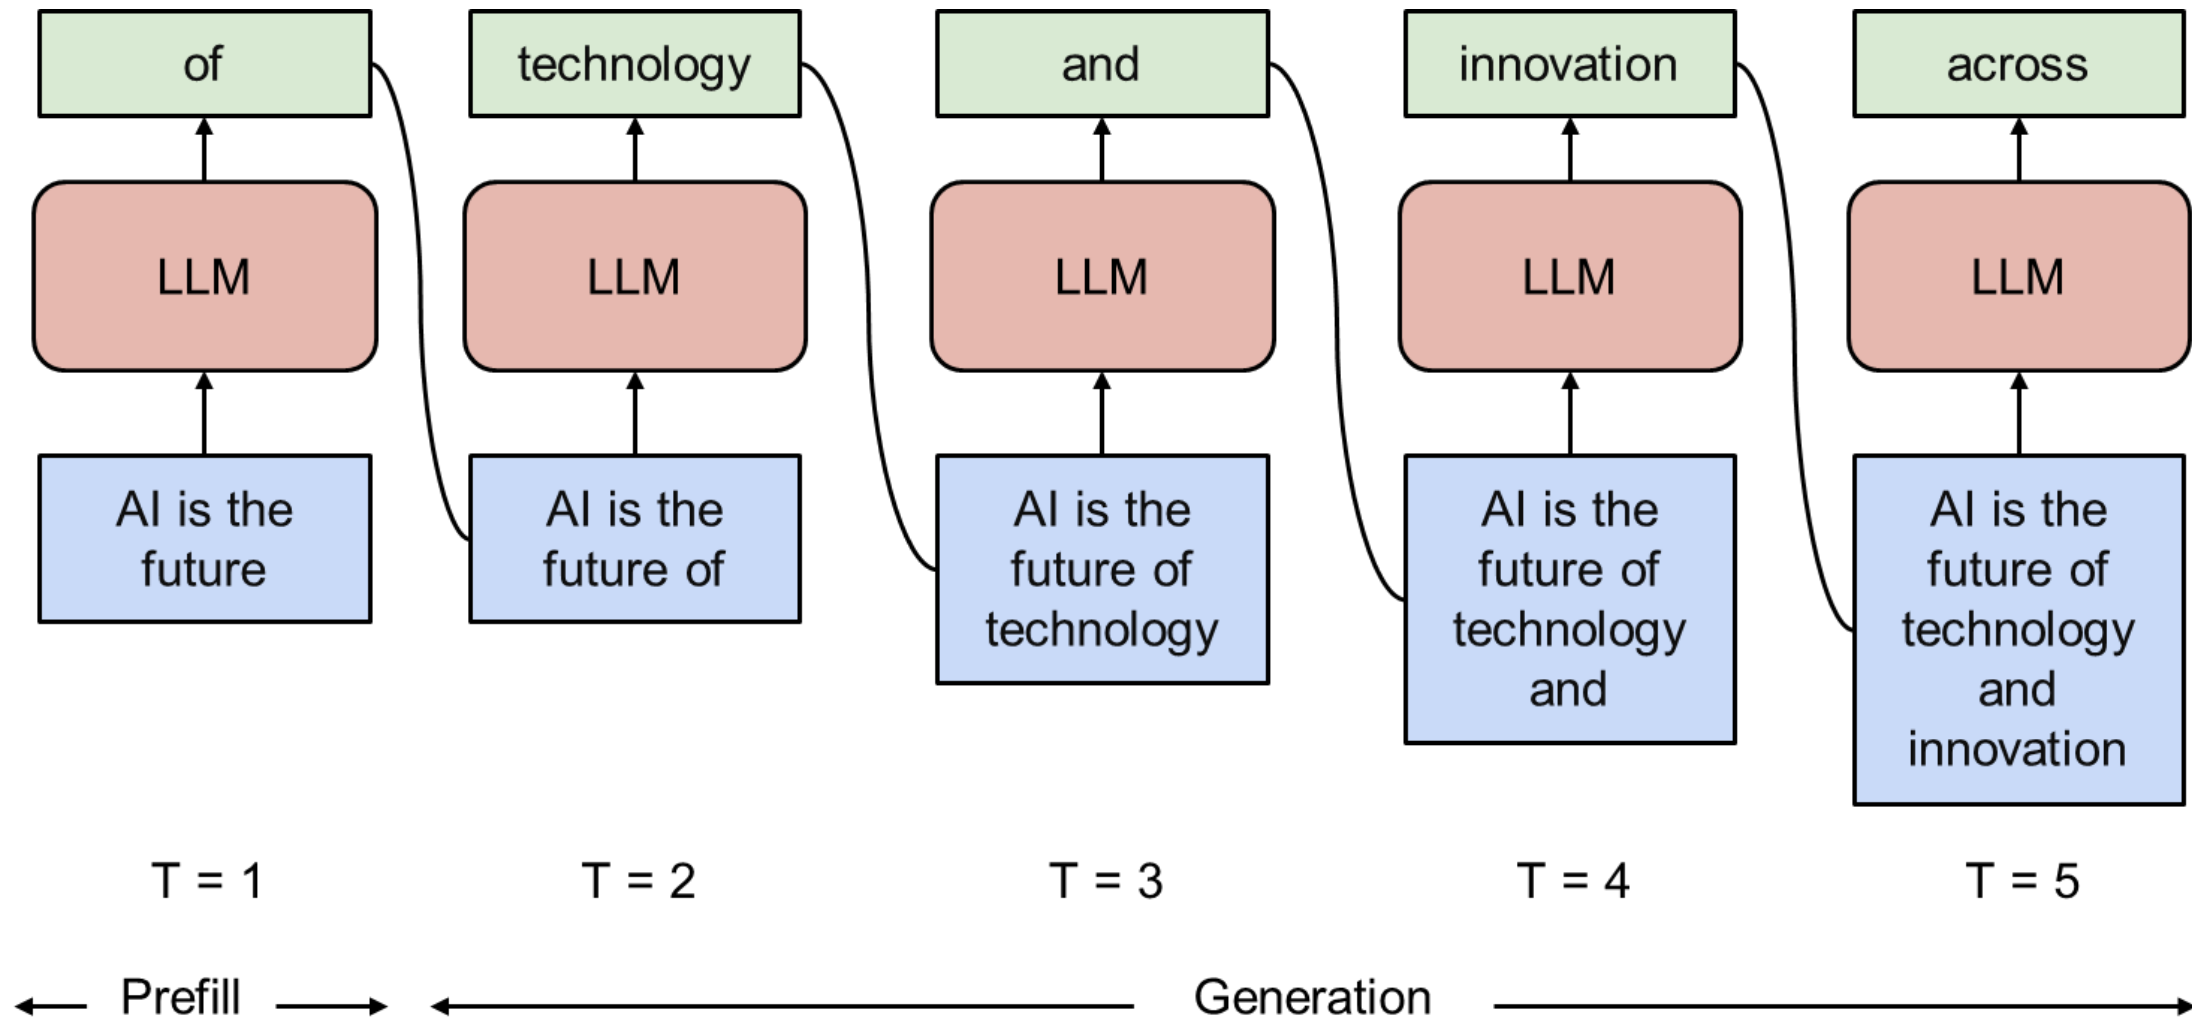 of
technology
and
innovation
across
LLM
LLM
LLM
LLM
LLM
AI is the
future
AI is the
future of
AI is the
future of
technology
AI is the
future of
technology
and
AI is the
future of
technology
and
innovation
T = 1
T = 2
T = 3
T = 4
T = 5
Prefill
Generation